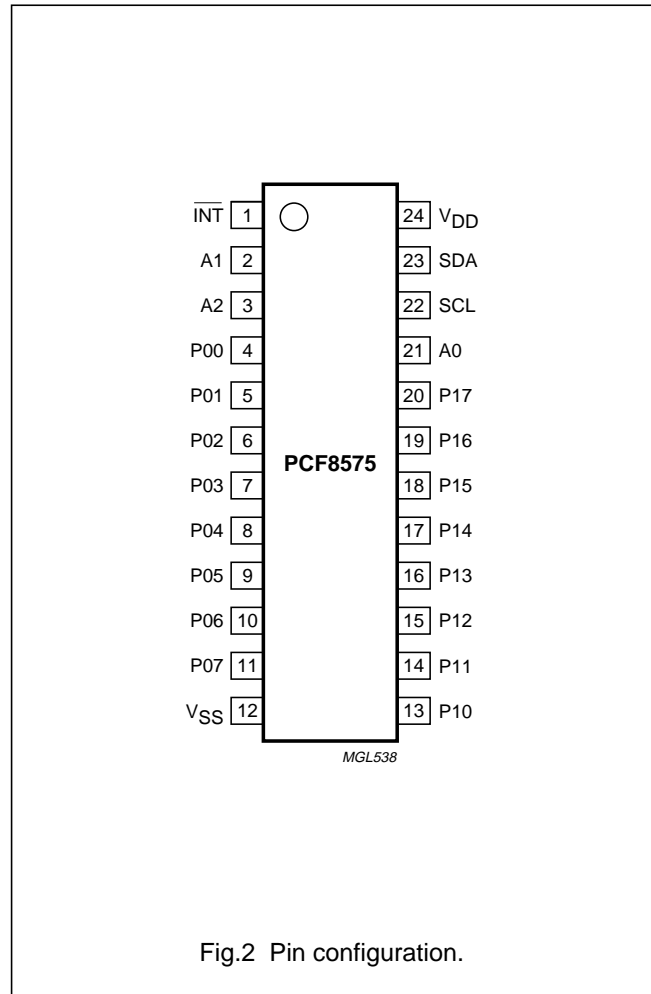 I̅N̅T̅ 1 24 VDD
A1 2 23 SDA
A2 3 22 SCL
P00 4 21 A0
P01 5 20 P17
P02 6 19 P16
PCF8575
P03 7 18 P15
P04 8 17 P14
P05 9 16 P13
P06 10 15 P12
P07 11 14 P11
VSS 12 13 P10
MGL538
Fig.2 Pin configuration.